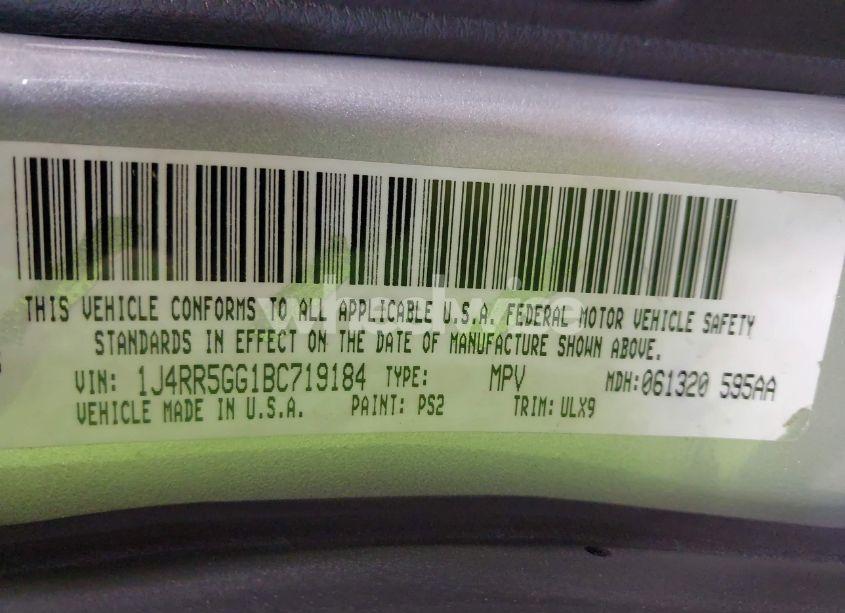 THIS VEHICLE CONFORMS TO ALL APPLICABLE U.S.A. FEDERAL MOTOR VEHICLE SAFETY
STANDARDS IN EFFECT ON THE DATE OF MANUFACTURE SHOWN ABOVE.
VIN: 1J4RR5GG1BC719184 TYPE: MPV MDH:061320 595AA
VEHICLE MADE IN U.S.A. PAINT: PS2 TRIM: ULX9